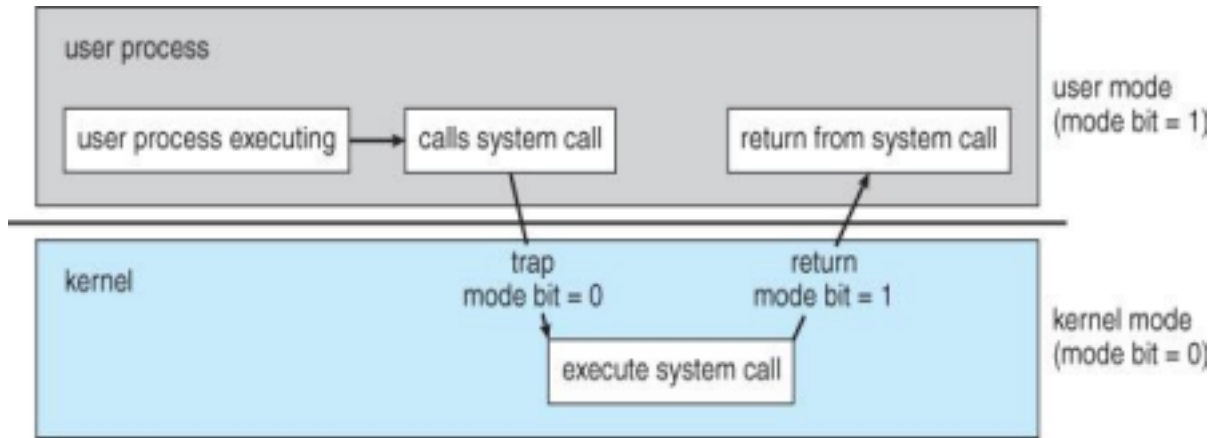 user process
user process executing
calls system call
return from system call
user mode
(mode bit = 1)
kernel
trap
mode bit = 0
return
mode bit = 1
execute system call
kernel mode
(mode bit = 0)